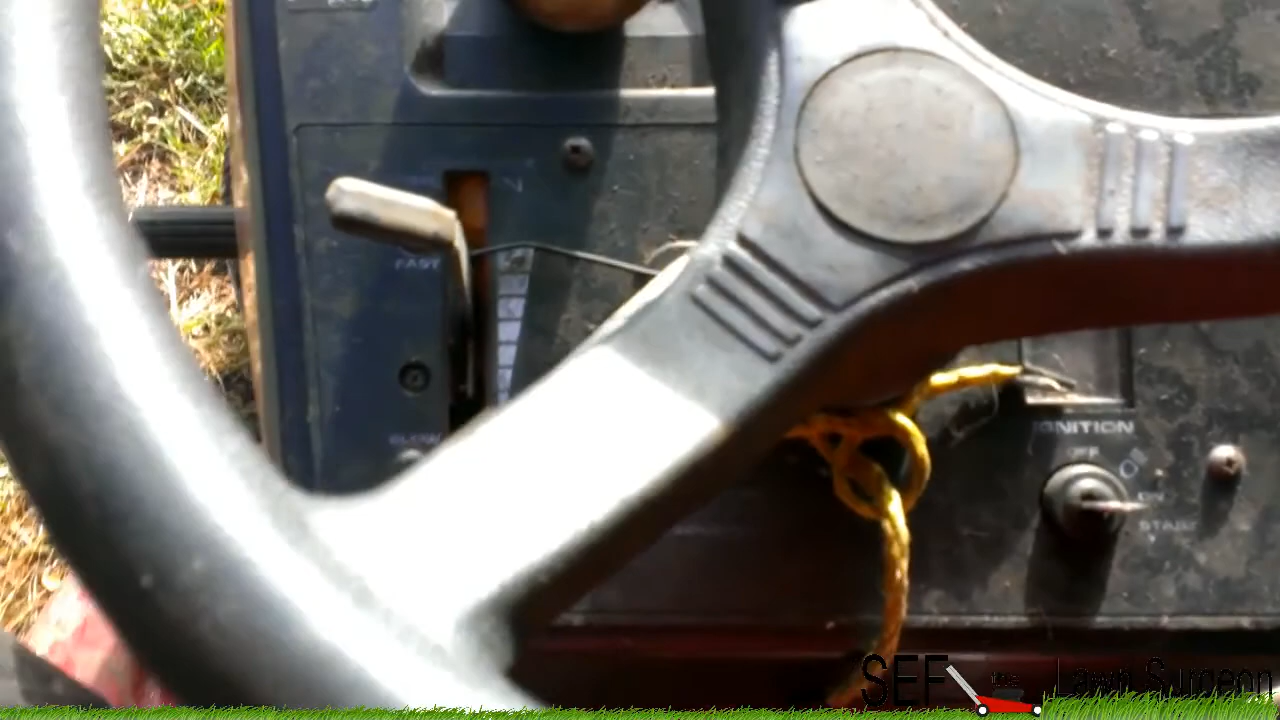 FAST
SLOW
IGNITION
OFF
ON
START
SEF
Lawn Surgeon